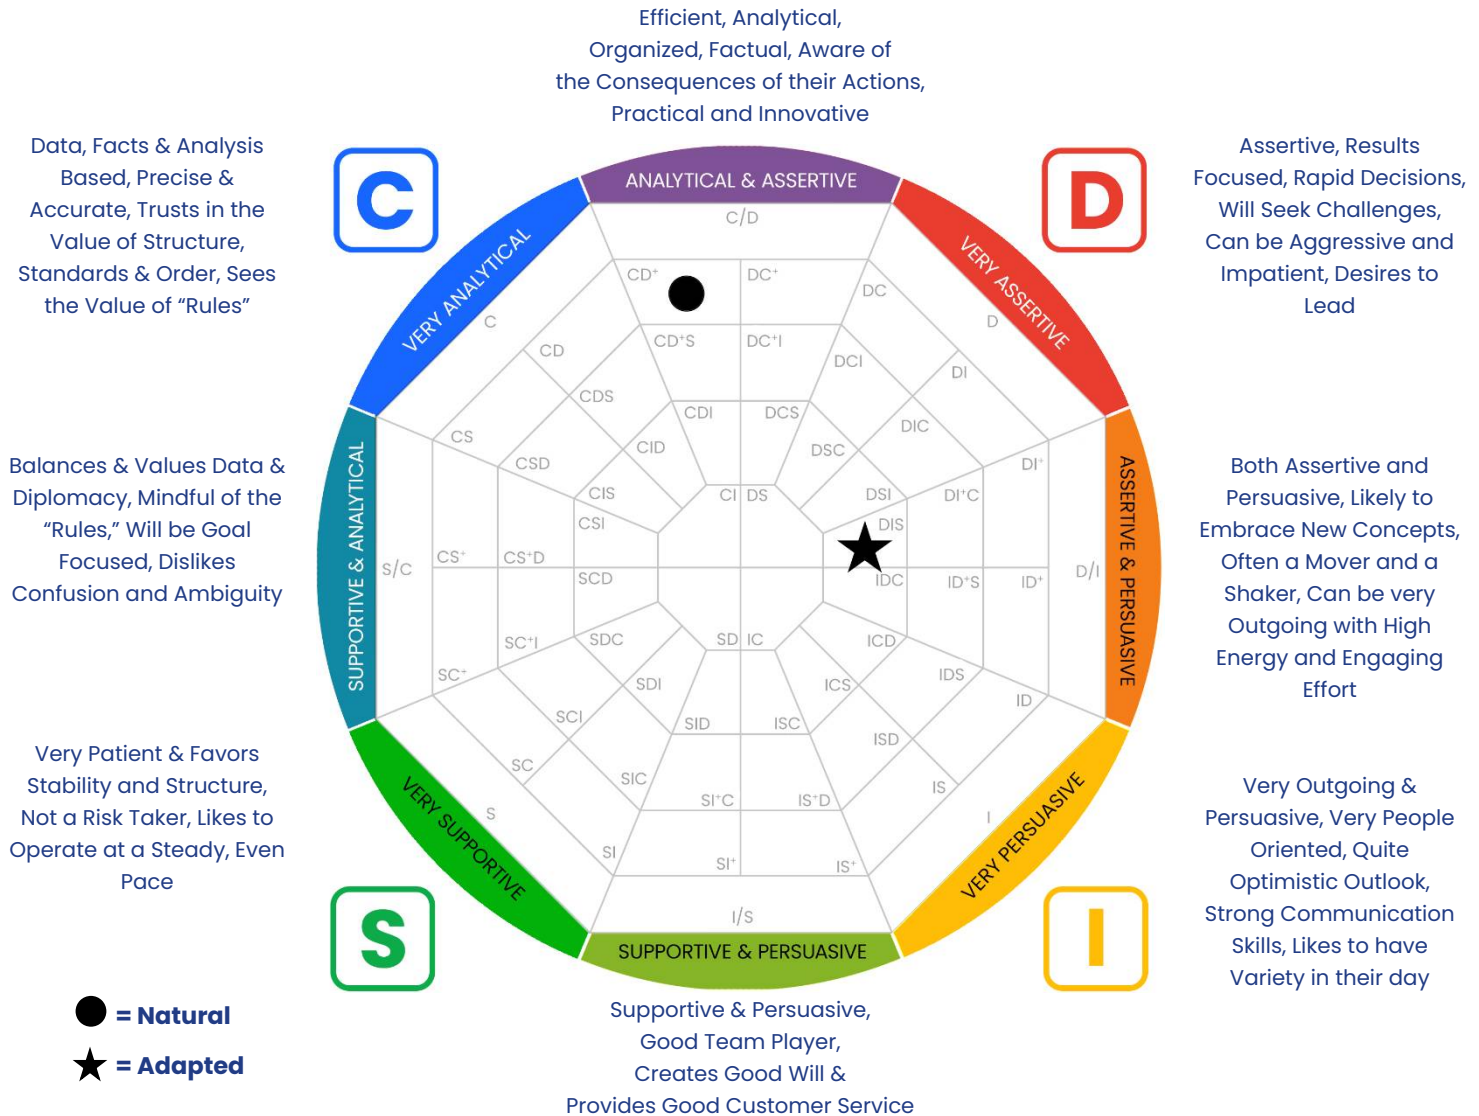 Efficient, Analytical,
Organized, Factual, Aware of
the Consequences of their Actions,
Practical and Innovative
Data, Facts & Analysis
Based, Precise &
Accurate, Trusts in the
Value of Structure,
Standards & Order, Sees
the Value of “Rules”
C
D
Assertive, Results
Focused, Rapid Decisions,
Will Seek Challenges,
Can be Aggressive and
Impatient, Desires to
Lead
ANALYTICAL & ASSERTIVE
VERY ANALYTICAL
VERY ASSERTIVE
C/D
CD⁺
DC⁺
DC
C
D
CD⁺S
DC⁺I
CD
DCI
DI
CDS
CDI
DCS
DIC
CS
CID
DSC
CSD
DI⁺
CIS
CI
DS
DSI
DI⁺C
CSI
DIS
Balances & Values Data &
Diplomacy, Mindful of the
“Rules,” Will be Goal
Focused, Dislikes
Confusion and Ambiguity
SUPPORTIVE & ANALYTICAL
ASSERTIVE & PERSUASIVE
Both Assertive and
Persuasive, Likely to
Embrace New Concepts,
Often a Mover and a
Shaker, Can be very
Outgoing with High
Energy and Engaging
Effort
S/C
CS⁺
CS⁺D
D/I
SCD
IDC
ID⁺S
ID⁺
SC⁺I
SDC
SD
IC
ICD
SC⁺
SDI
ICS
IDS
ID
SCI
SID
ISC
ISD
SC
SIC
IS
S
SI⁺C
IS⁺D
I
SI
SI⁺
IS⁺
I/S
VERY SUPPORTIVE
VERY PERSUASIVE
SUPPORTIVE & PERSUASIVE
Very Patient & Favors
Stability and Structure,
Not a Risk Taker, Likes to
Operate at a Steady, Even
Pace
S
I
Very Outgoing &
Persuasive, Very People
Oriented, Quite
Optimistic Outlook,
Strong Communication
Skills, Likes to have
Variety in their day
= Natural
= Adapted
Supportive & Persuasive,
Good Team Player,
Creates Good Will &
Provides Good Customer Service